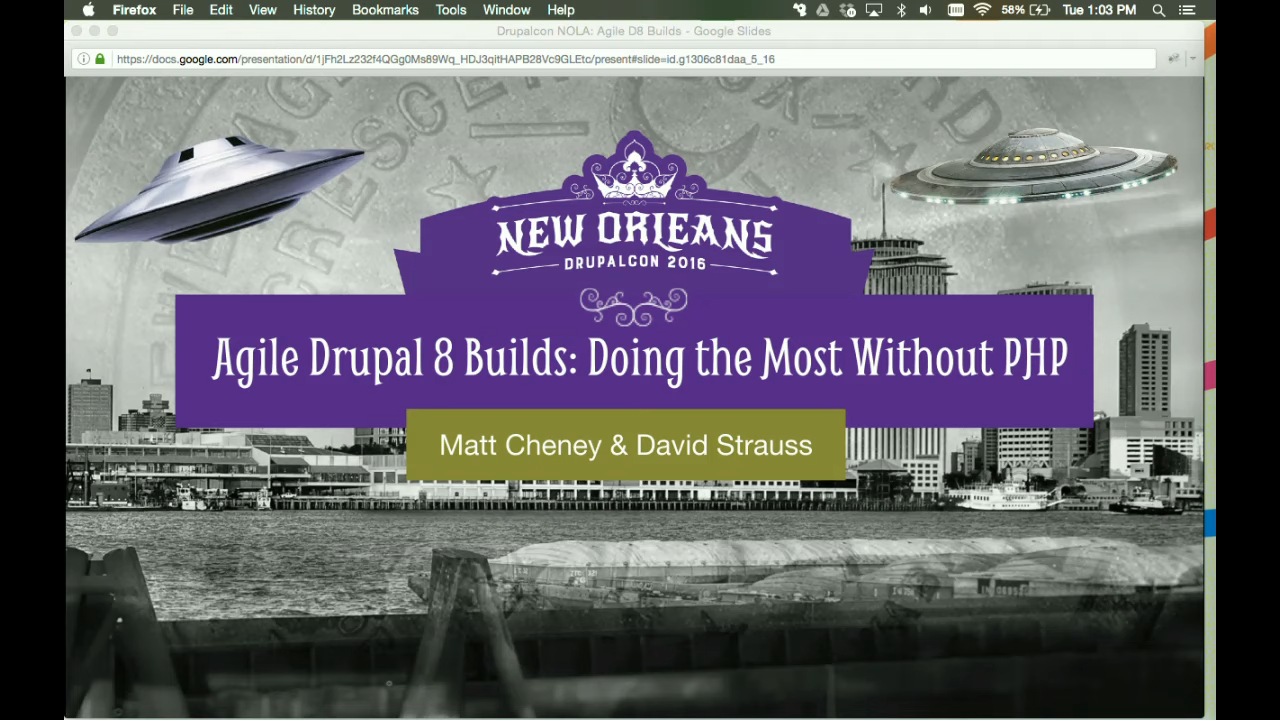 Firefox File Edit View History Bookmarks Tools Window Help 58% Tue 1:03 PM
Drupalcon NOLA: Agile D8 Builds - Google Slides
https://docs.google.com/presentation/d/1jFh2Lz232f4QGg0Ms89Wq_HDJ3qitHAPB28Vc9GLEtc/present#slide=id.g1306c81daa_5_16
NEW ORLEANS
DRUPALCON 2016
Agile Drupal 8 Builds: Doing the Most Without PHP
Matt Cheney & David Strauss